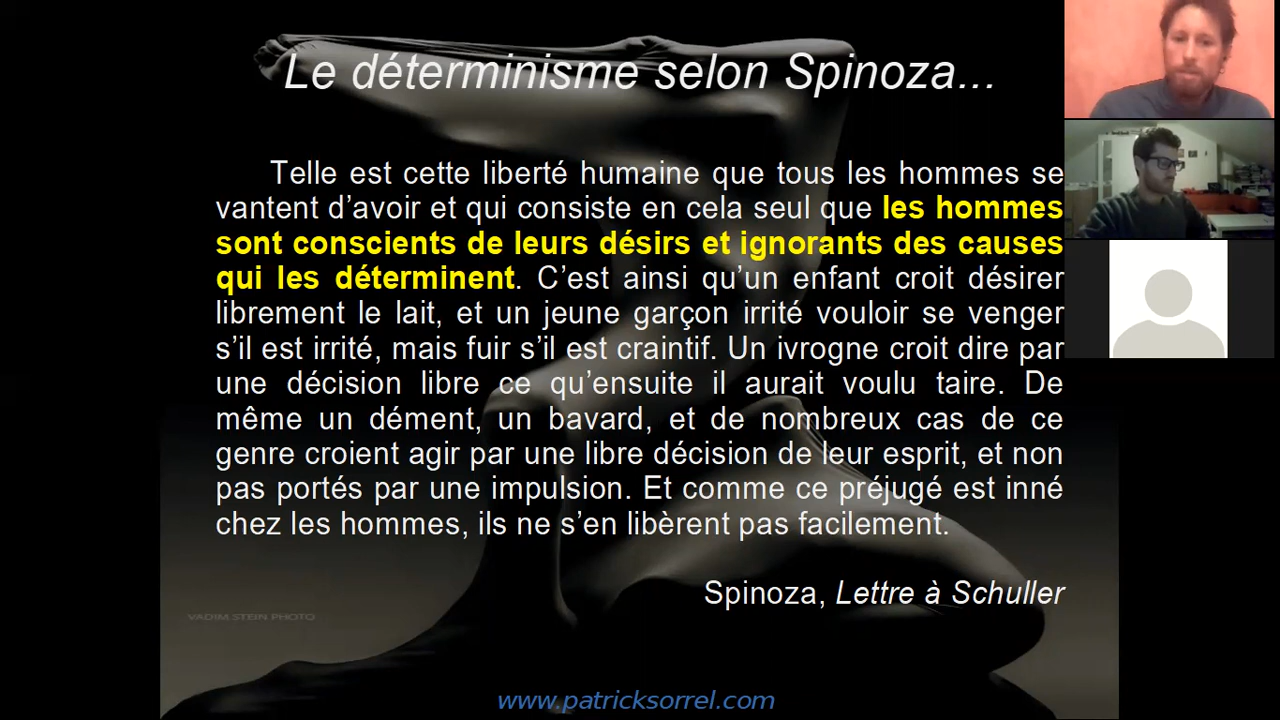 Le déterminisme selon Spinoza...
Telle est cette liberté humaine que tous les hommes se
vantent d’avoir et qui consiste en cela seul que les hommes
sont conscients de leurs désirs et ignorants des causes
qui les déterminent. C’est ainsi qu’un enfant croit désirer
librement le lait, et un jeune garçon irrité vouloir se venger
s’il est irrité, mais fuir s’il est craintif. Un ivrogne croit dire par
une décision libre ce qu’ensuite il aurait voulu taire. De
même un dément, un bavard, et de nombreux cas de ce
genre croient agir par une libre décision de leur esprit, et non
pas portés par une impulsion. Et comme ce préjugé est inné
chez les hommes, ils ne s’en libèrent pas facilement.
Spinoza, Lettre à Schuller
VADIM STEIN PHOTO
www.patricksorrel.com